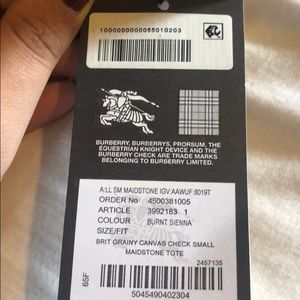 1000000000055010203
BURBERRY, BURBERRYS, PRORSUM, THE
EQUESTRIAN KNIGHT DEVICE AND THE
BURBERRY CHECK ARE TRADE MARKS
BELONGING TO BURBERRY LIMITED.
A:LL SM MAIDSTONE IGV:AAWUF:8019T
ORDER No 4500381005
ARTICLE 3992183 1
COLOUR BURNT SIENNA
SIZE/FIT
BRIT GRAINY CANVAS CHECK SMALL
MAIDSTONE TOTE
2457135
65F
5045490402304